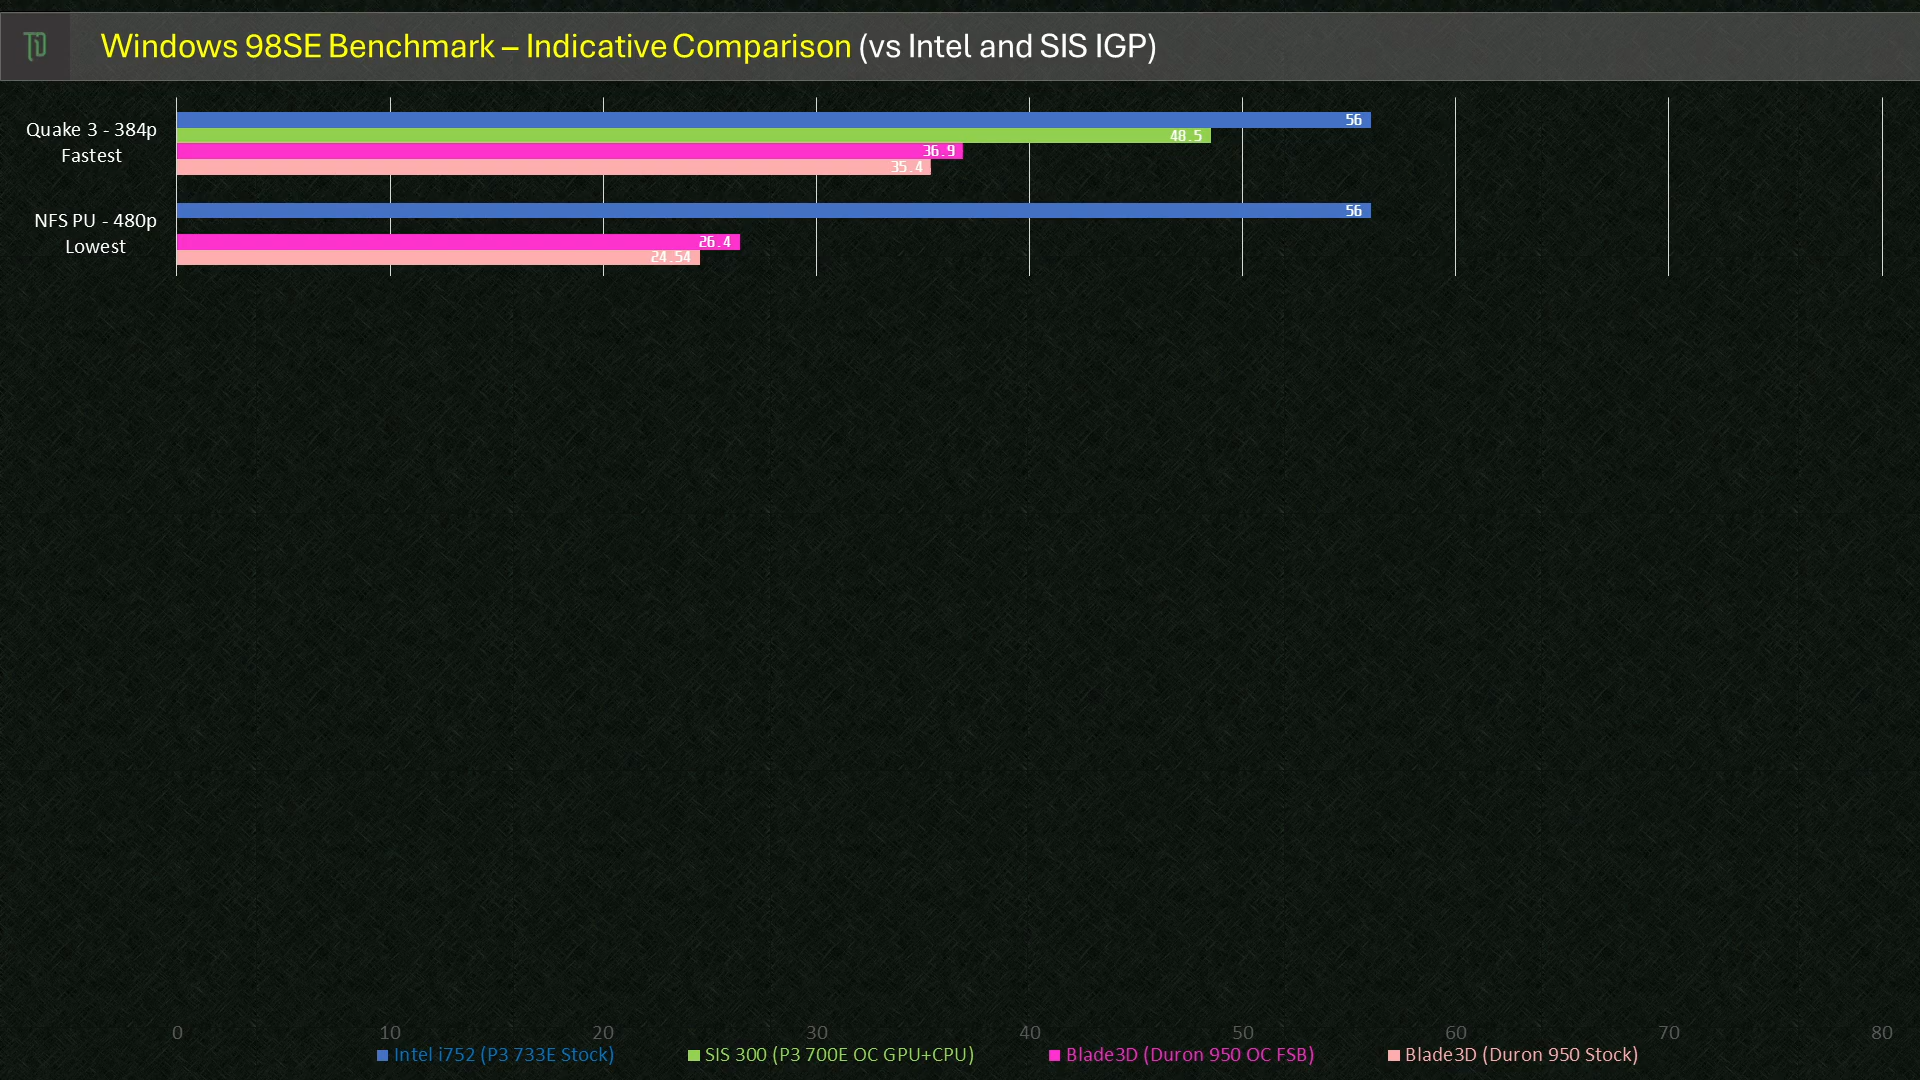 Windows 98SE Benchmark – Indicative Comparison (vs Intel and SIS IGP)
Quake 3 - 384p
Fastest
56
48.5
36.9
35.4
NFS PU - 480p
Lowest
56
26.4
24.54
0 10 20 30 40 50 60 70 80
Intel i752 (P3 733E Stock) SIS 300 (P3 700E OC GPU+CPU) Blade3D (Duron 950 OC FSB) Blade3D (Duron 950 Stock)